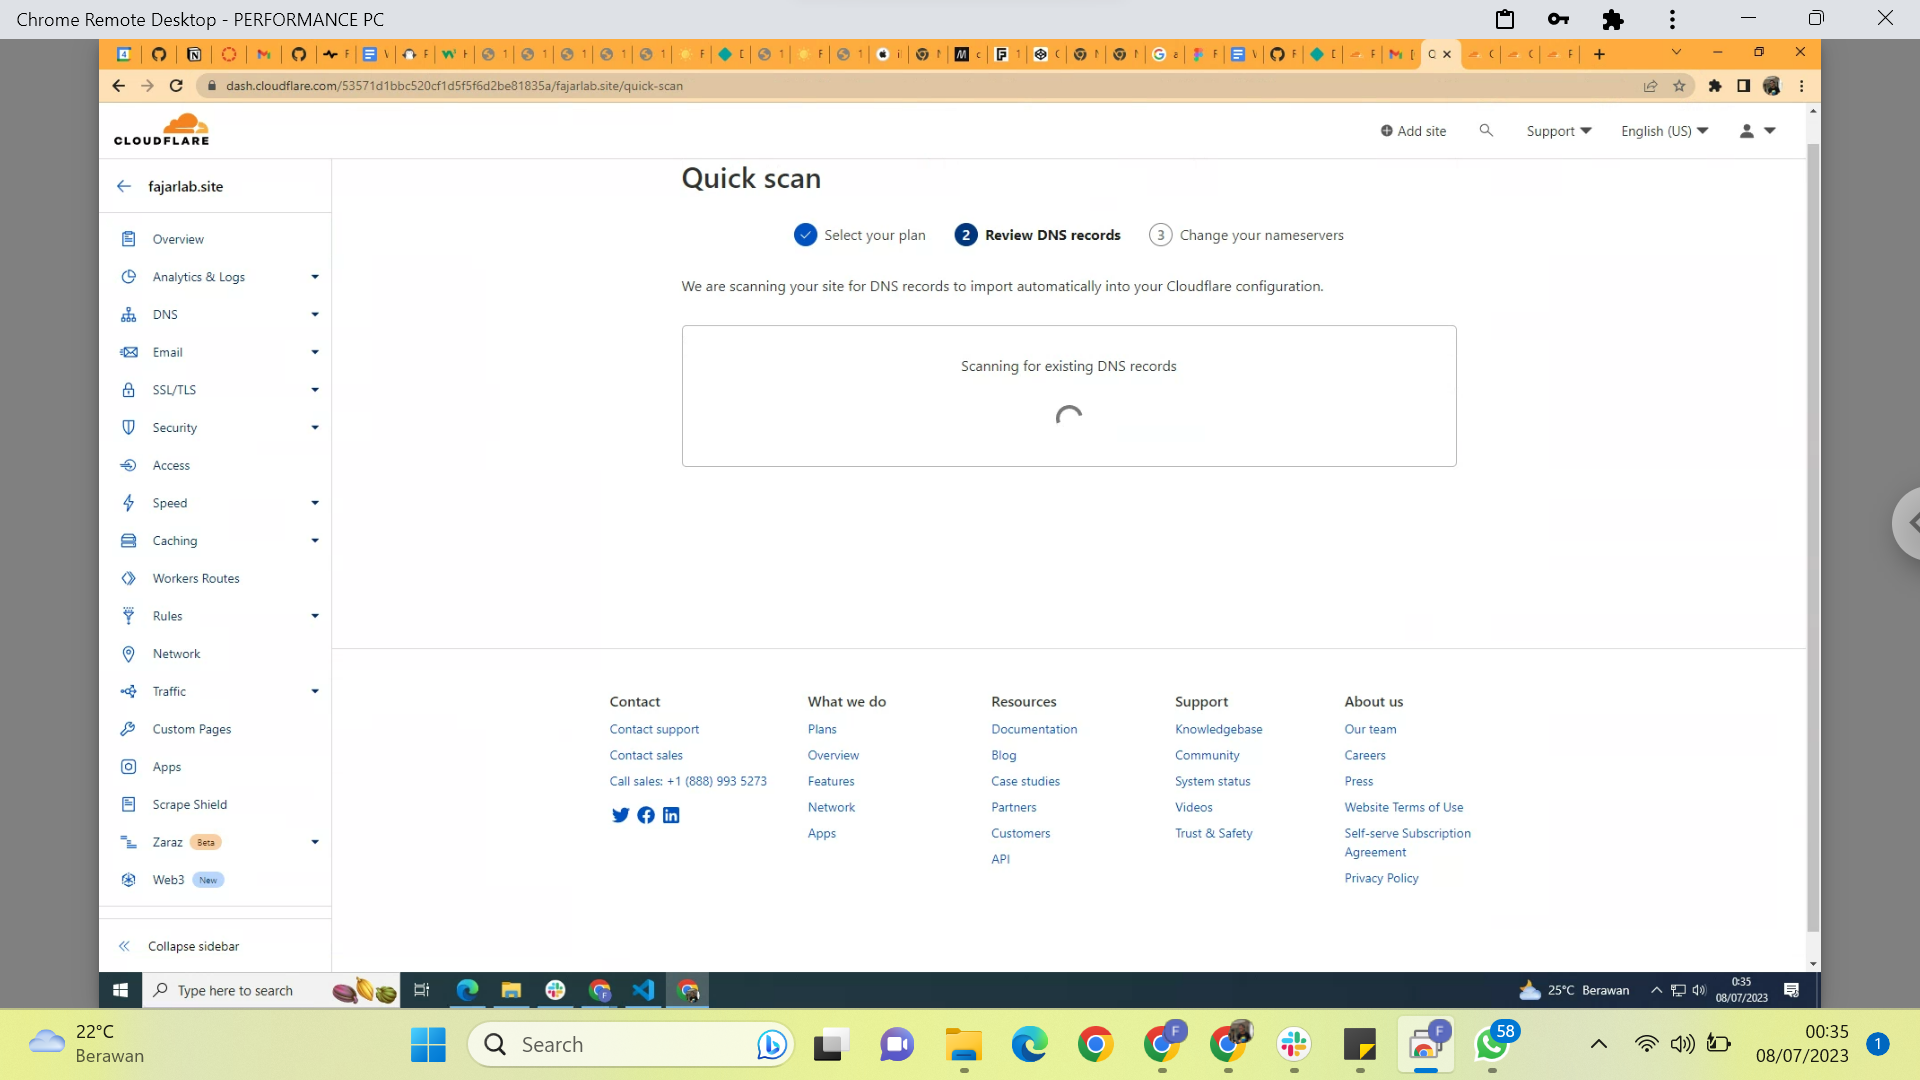 Chrome Remote Desktop - PERFORMANCE PC
dash.cloudflare.com/53571d1bbc520cf1d5f5f6d2be81835a/fajarlab.site/quick-scan
CLOUDFLARE
Add site
Support
English (US)
fajarlab.site
Overview
Analytics & Logs
DNS
Email
SSL/TLS
Security
Access
Speed
Caching
Workers Routes
Rules
Network
Traffic
Custom Pages
Apps
Scrape Shield
Zaraz Beta
Web3 New
Collapse sidebar
Quick scan
Select your plan
2 Review DNS records
3 Change your nameservers
We are scanning your site for DNS records to import automatically into your Cloudflare configuration.
Scanning for existing DNS records
Contact
Contact support
Contact sales
Call sales: +1 (888) 993 5273
What we do
Plans
Overview
Features
Network
Apps
Resources
Documentation
Blog
Case studies
Partners
Customers
API
Support
Knowledgebase
Community
System status
Videos
Trust & Safety
About us
Our team
Careers
Press
Website Terms of Use
Self-serve Subscription
Agreement
Privacy Policy
Type here to search
25°C Berawan
0:35
08/07/2023
22°C
Berawan
Search
F
F
58
00:35
08/07/2023
1